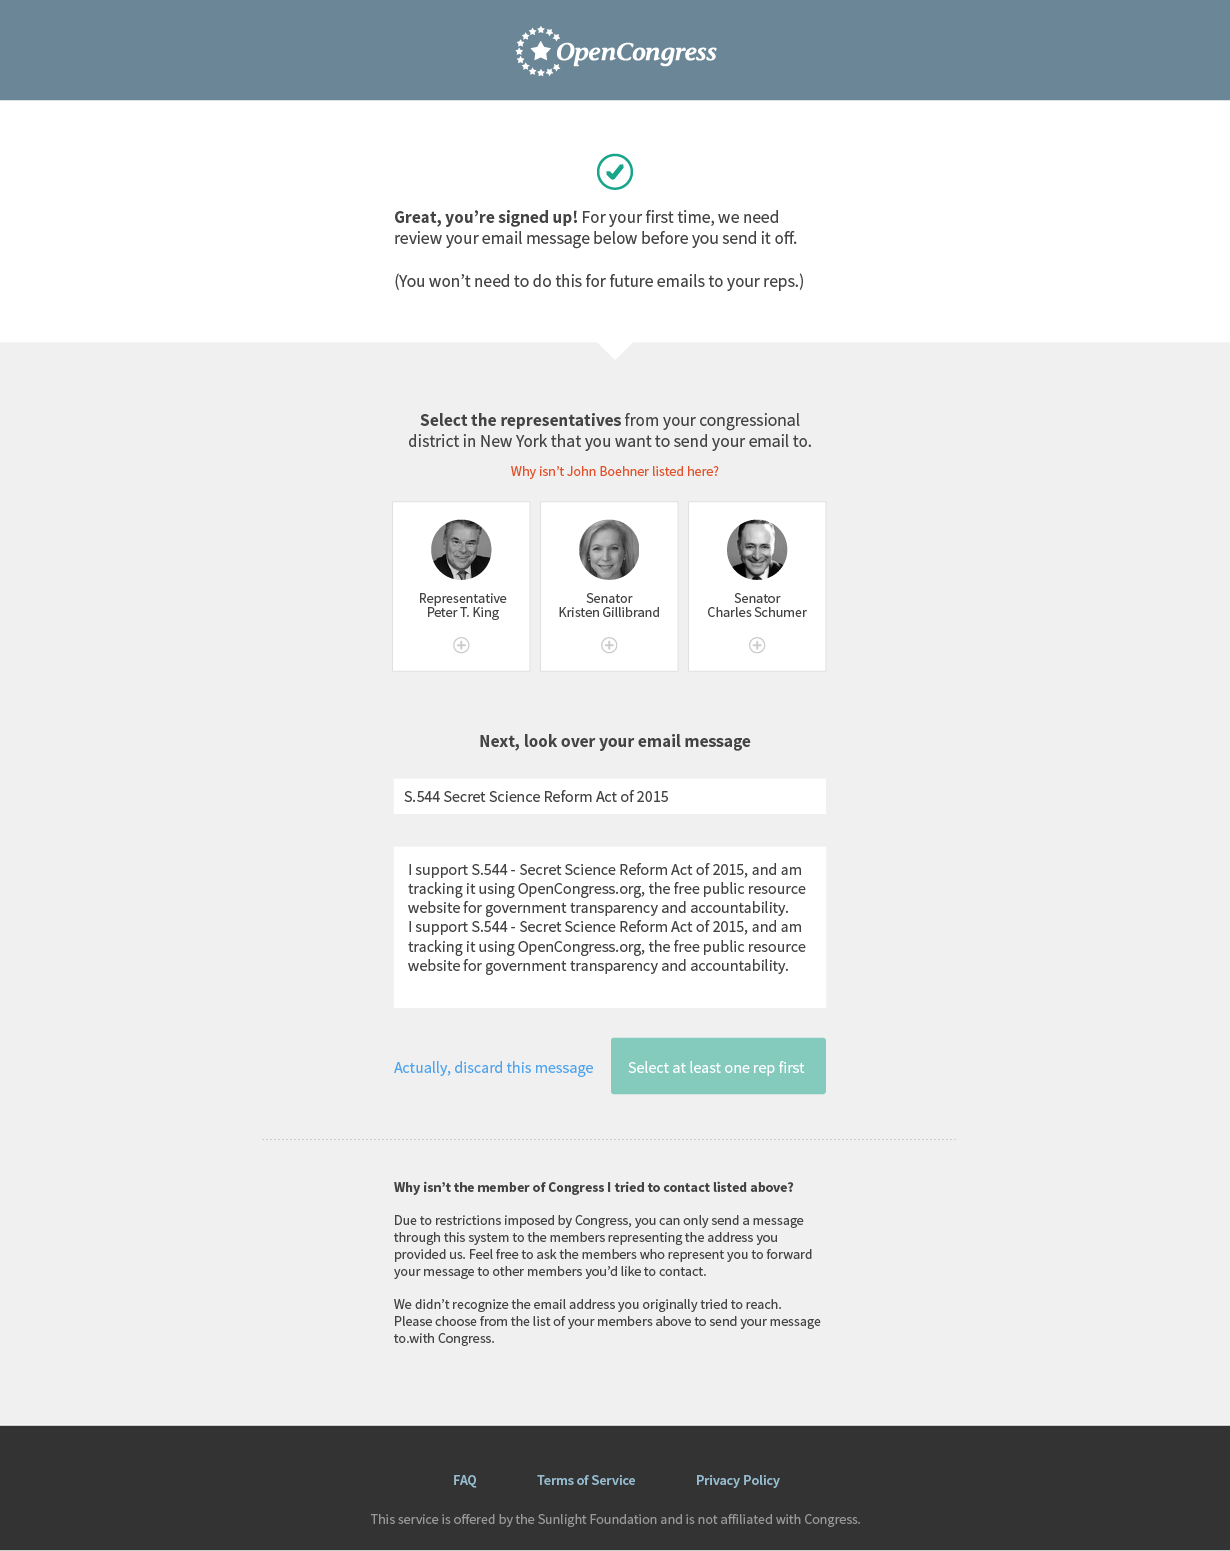 OpenCongress
Great, you’re signed up! For your first time, we need
review your email message below before you send it off.
(You won’t need to do this for future emails to your reps.)
Select the representatives from your congressional
district in New York that you want to send your email to.
Why isn’t John Boehner listed here?
Representative
Peter T. King
Senator
Kristen Gillibrand
Senator
Charles Schumer
Next, look over your email message
S.544 Secret Science Reform Act of 2015
I support S.544 - Secret Science Reform Act of 2015, and am
tracking it using OpenCongress.org, the free public resource
website for government transparency and accountability.
I support S.544 - Secret Science Reform Act of 2015, and am
tracking it using OpenCongress.org, the free public resource
website for government transparency and accountability.
Actually, discard this message
Select at least one rep first
Why isn’t the member of Congress I tried to contact listed above?
Due to restrictions imposed by Congress, you can only send a message
through this system to the members representing the address you
provided us. Feel free to ask the members who represent you to forward
your message to other members you’d like to contact.
We didn’t recognize the email address you originally tried to reach.
Please choose from the list of your members above to send your message
to.with Congress.
FAQ
Terms of Service
Privacy Policy
This service is offered by the Sunlight Foundation and is not affiliated with Congress.